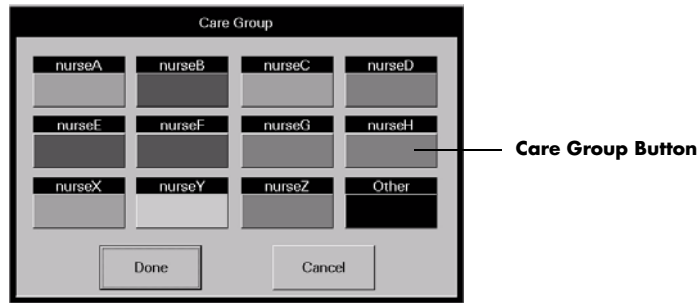 Care Group
nurseA nurseB nurseC nurseD
nurseE nurseF nurseG nurseH
Care Group Button
nurseX nurseY nurseZ Other
Done Cancel